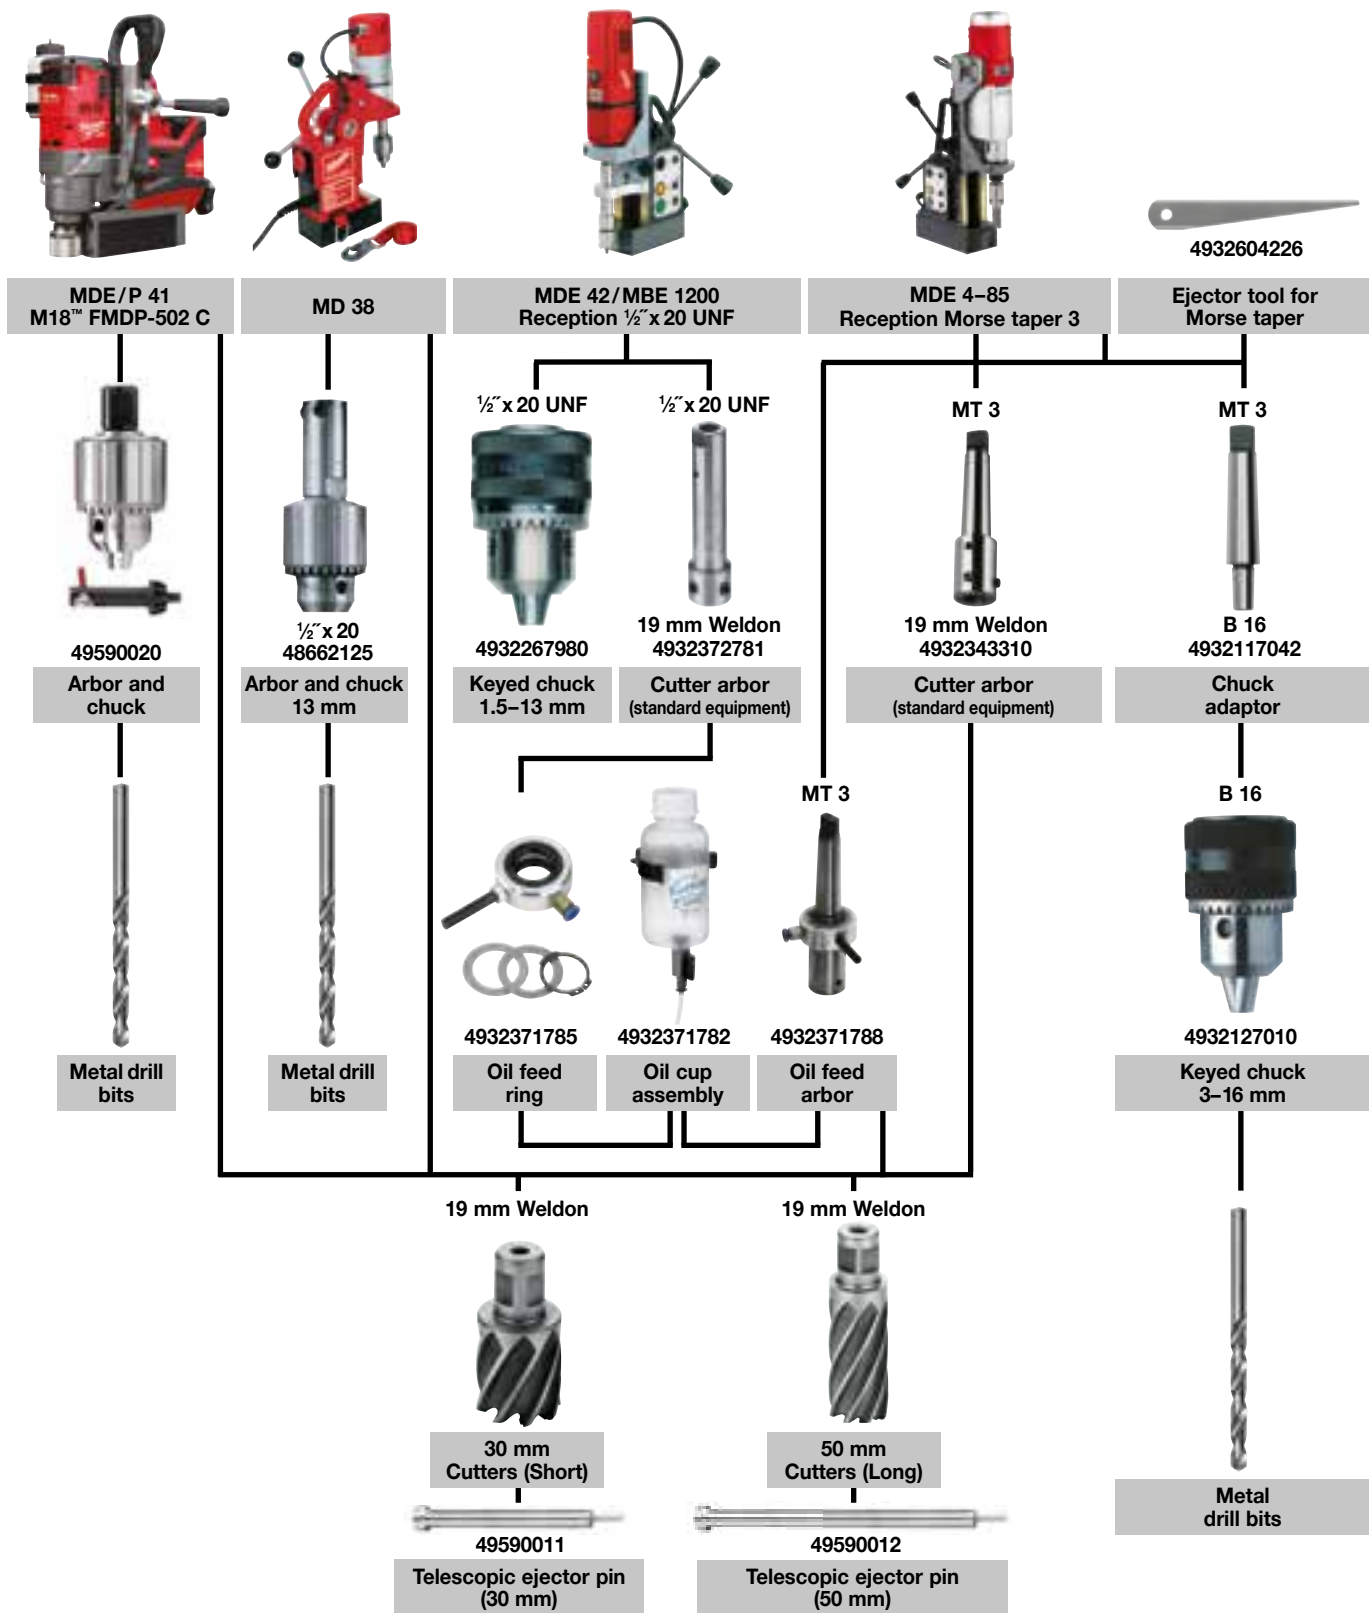 4932604226
MDE/P 41
M18™ FMDP-502 C
MD 38
MDE 42/MBE 1200
Reception ½˝x 20 UNF
MDE 4–85
Reception Morse taper 3
Ejector tool for
Morse taper
½˝x 20 UNF
½˝x 20 UNF
MT 3
MT 3
49590020
½˝x 20
48662125
4932267980
19 mm Weldon
4932372781
19 mm Weldon
4932343310
B 16
4932117042
Arbor and
chuck
Arbor and chuck
13 mm
Keyed chuck
1.5–13 mm
Cutter arbor
(standard equipment)
Cutter arbor
(standard equipment)
Chuck
adaptor
MT 3
B 16
4932371785
4932371782
4932371788
4932127010
Metal drill
bits
Metal drill
bits
Oil feed
ring
Oil cup
assembly
Oil feed
arbor
Keyed chuck
3–16 mm
19 mm Weldon
19 mm Weldon
30 mm
Cutters (Short)
50 mm
Cutters (Long)
Metal
drill bits
49590011
49590012
Telescopic ejector pin
(30 mm)
Telescopic ejector pin
(50 mm)